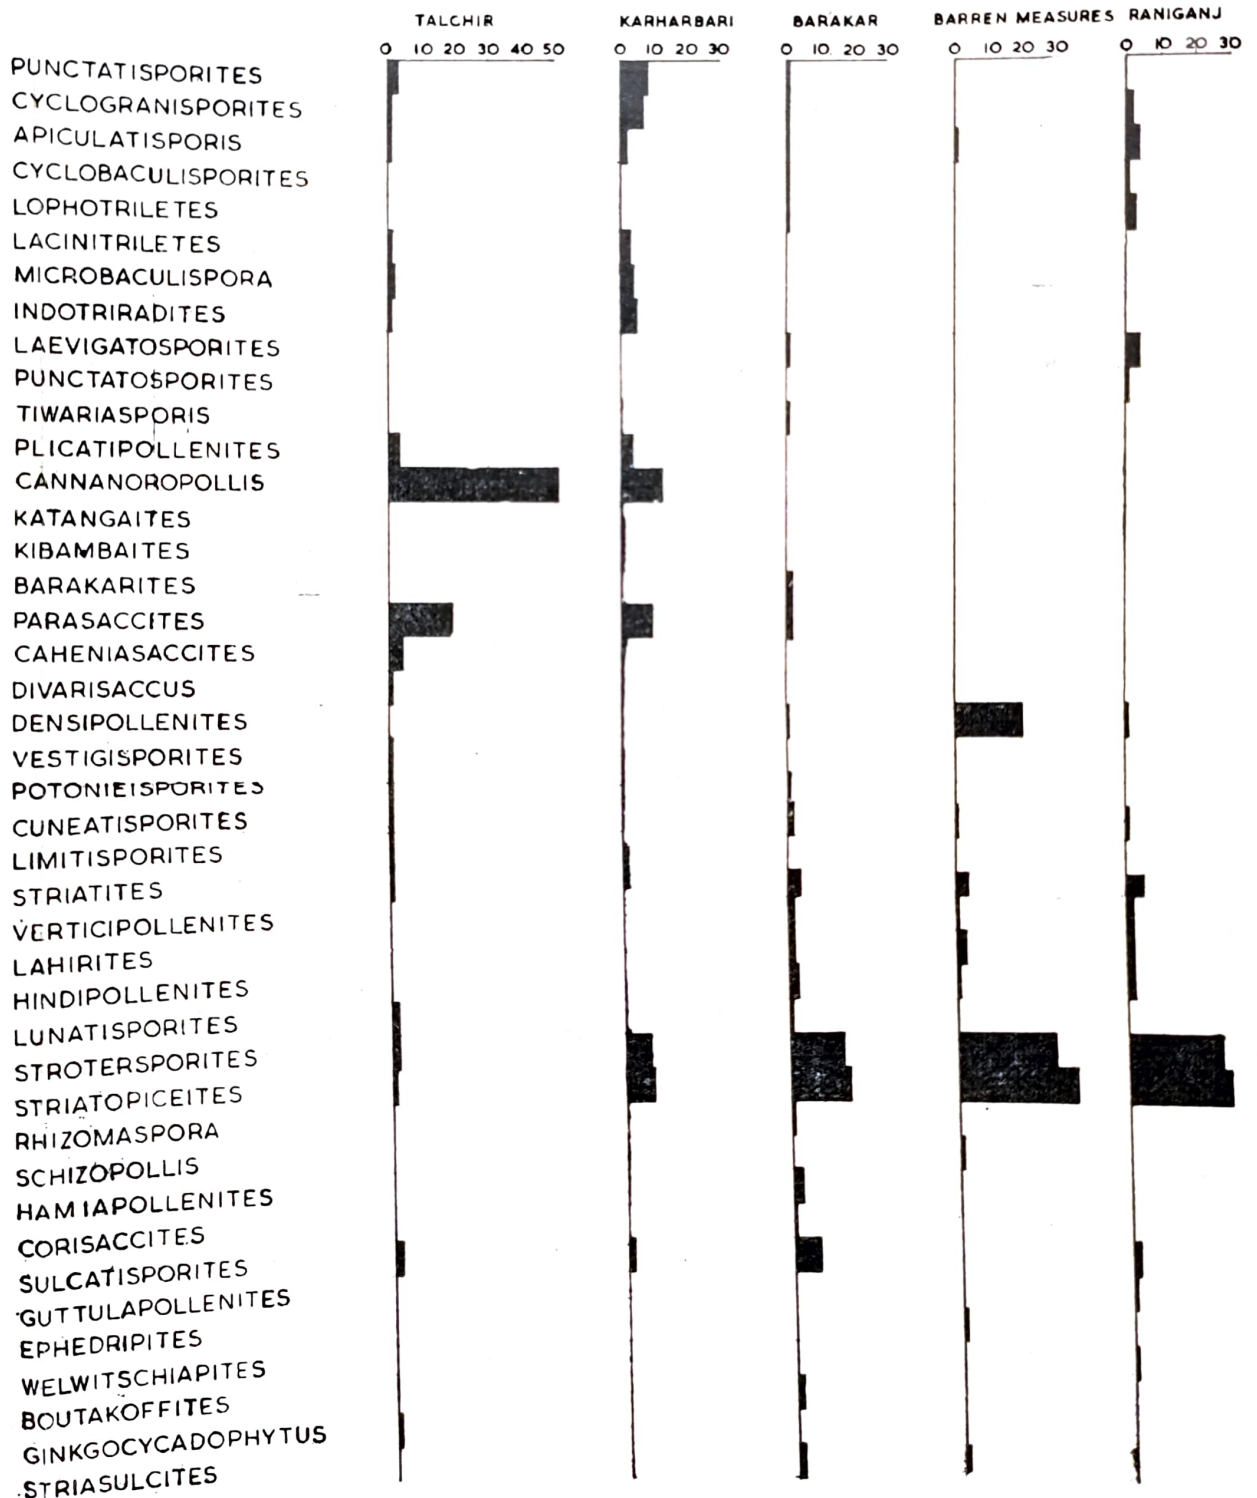 TALCHIR KARHARBARI BARAKAR BARREN MEASURES RANIGANJ
0 10 20 30 40 50 0 10 20 30 0 10 20 30 0 10 20 30 0 10 20 30
PUNCTATISPORITES
CYCLOGRANISPORITES
APICULATISPORIS
CYCLOBACULISPORITES
LOPHOTRILETES
LACINITRILETES
MICROBACULISPORA
INDOTRIRADITES
LAEVIGATOSPORITES
PUNCTATOSPORITES
TIWARIASPORIS
PLICATIPOLLENITES
CANNANOROPOLLIS
KATANGAITES
KIBAMBAITES
BARAKARITES
PARASACCITES
CAHENIASACCITES
DIVARISACCUS
DENSIPOLLENITES
VESTIGISPORITES
POTONIEISPORITES
CUNEATISPORITES
LIMITISPORITES
STRIATITES
VERTICIPOLLENITES
LAHIRITES
HINDIPOLLENITES
LUNATISPORITES
STROTERSPORITES
STRIATOPICEITES
RHIZOMASPORA
SCHIZOPOLLIS
HAMIAPOLLENITES
CORISACCITES
SULCATISPORITES
GUTTULAPOLLENITES
EPHEDRIPITES
WELWITSCHIAPITES
BOUTAKOFFITES
GINKGOCYCADOPHYTUS
STRIASULCITES